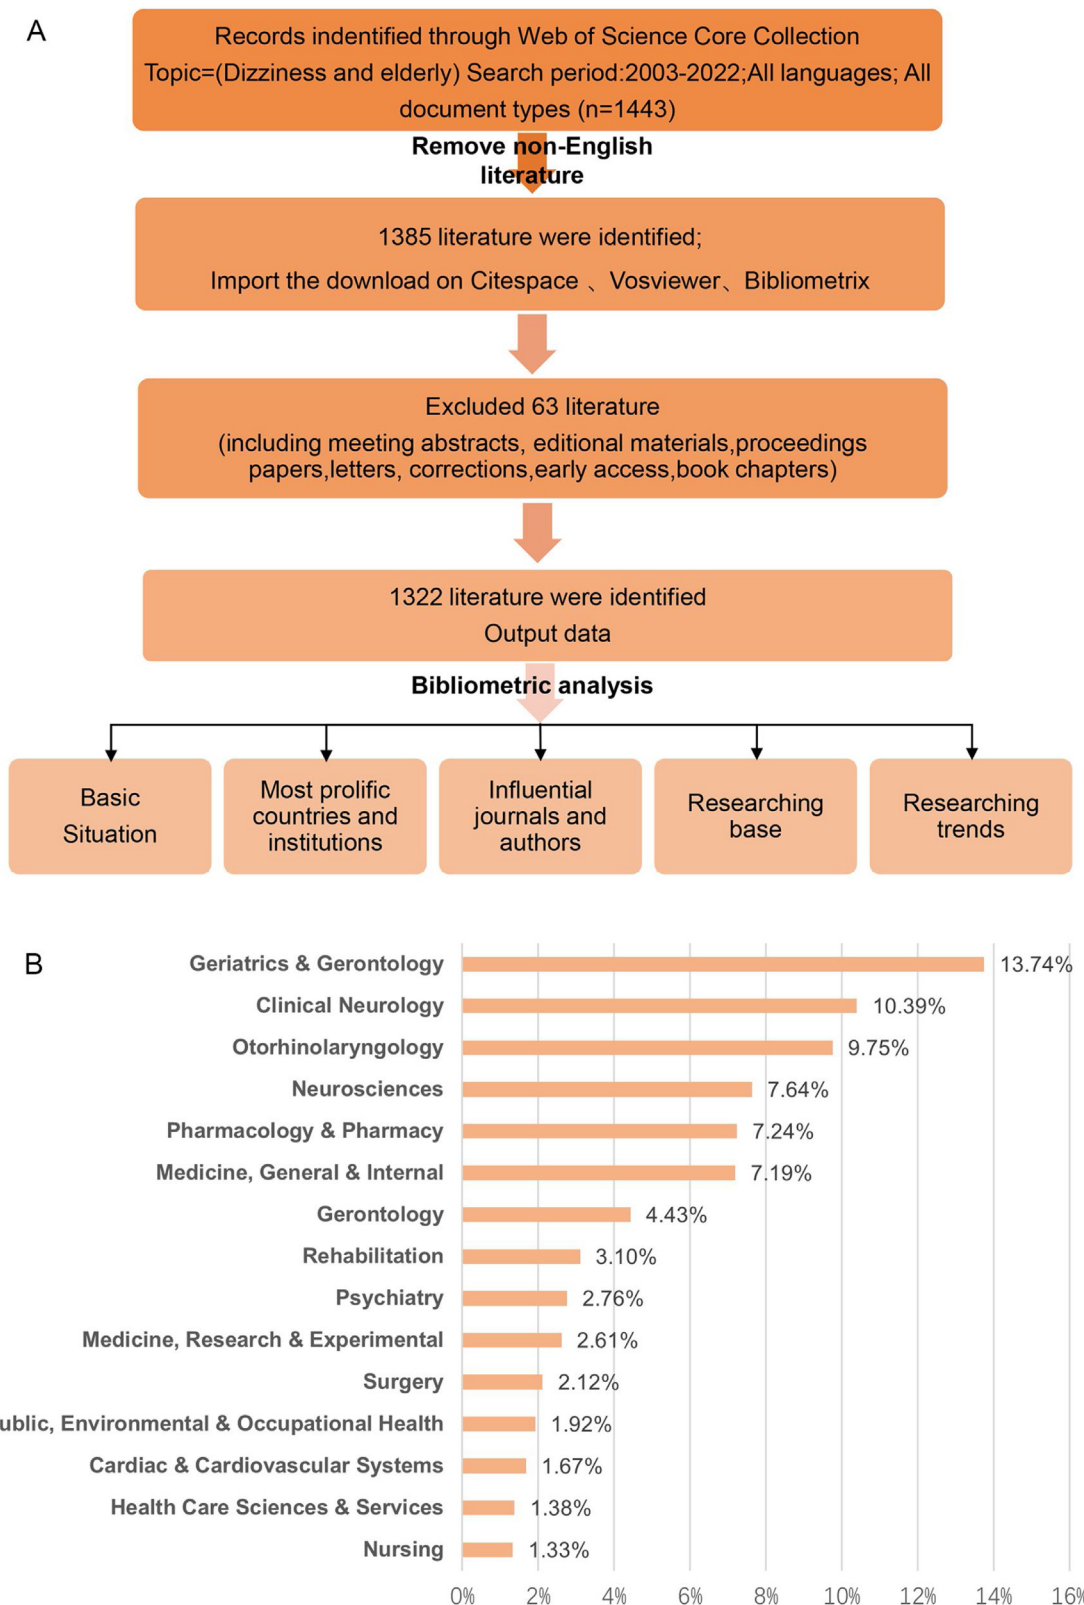 A
Records indentified through Web of Science Core Collection
Topic=(Dizziness and elderly) Search period:2003-2022;All languages; All
document types (n=1443)
Remove non-English
literature
1385 literature were identified;
Import the download on Citespace 、Vosviewer、Bibliometrix
Excluded 63 literature
(including meeting abstracts, editional materials,proceedings
papers,letters, corrections,early access,book chapters)
1322 literature were identified
Output data
Bibliometric analysis
Basic
Situation
Most prolific
countries and
institutions
Influential
journals and
authors
Researching
base
Researching
trends
B
Geriatrics & Gerontology 13.74%
Clinical Neurology 10.39%
Otorhinolaryngology 9.75%
Neurosciences 7.64%
Pharmacology & Pharmacy 7.24%
Medicine, General & Internal 7.19%
Gerontology 4.43%
Rehabilitation 3.10%
Psychiatry 2.76%
Medicine, Research & Experimental 2.61%
Surgery 2.12%
ublic, Environmental & Occupational Health 1.92%
Cardiac & Cardiovascular Systems 1.67%
Health Care Sciences & Services 1.38%
Nursing 1.33%
0% 2% 4% 6% 8% 10% 12% 14% 16%